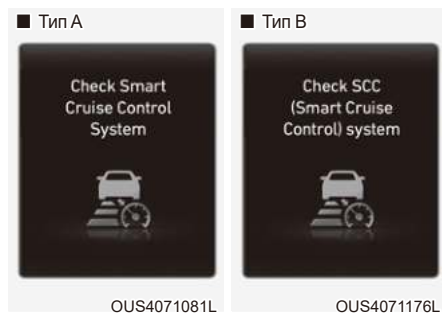 ■ Тип A
Check Smart
Cruise Control
System
OUS4071081L
■ Тип B
Check SCC
(Smart Cruise
Control) system
OUS4071176L